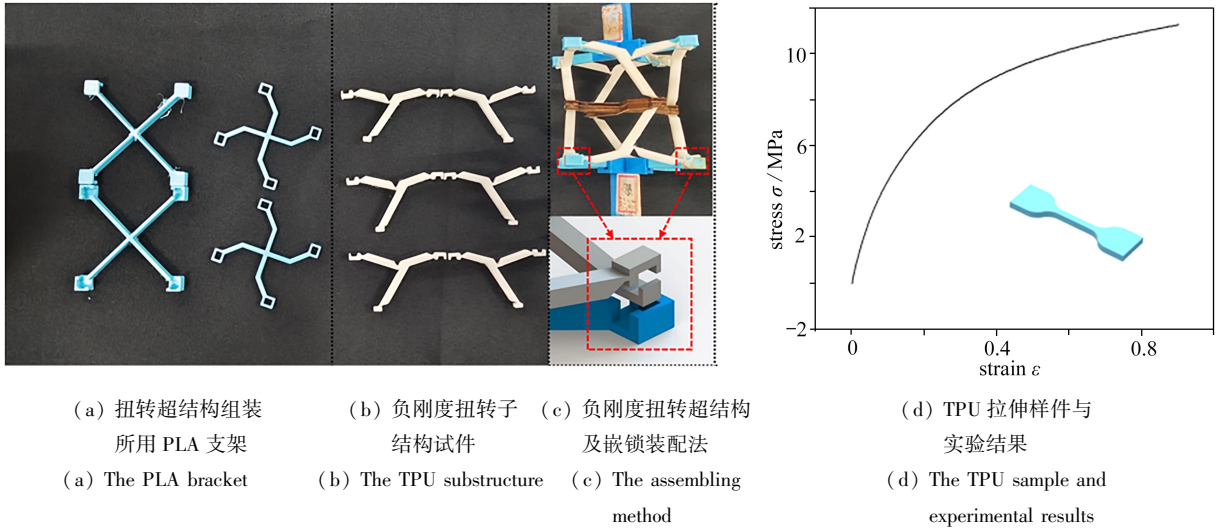 10
6
2
−2
stress σ / MPa
0
0.4
0.8
strain ε
(a) 扭转超结构组装
所用 PLA 支架
(a) The PLA bracket
(b) 负刚度扭转子
结构试件
(b) The TPU substructure
(c) 负刚度扭转超结构
及嵌锁装配法
(c) The assembling
method
(d) TPU 拉伸样件与
实验结果
(d) The TPU sample and
experimental results